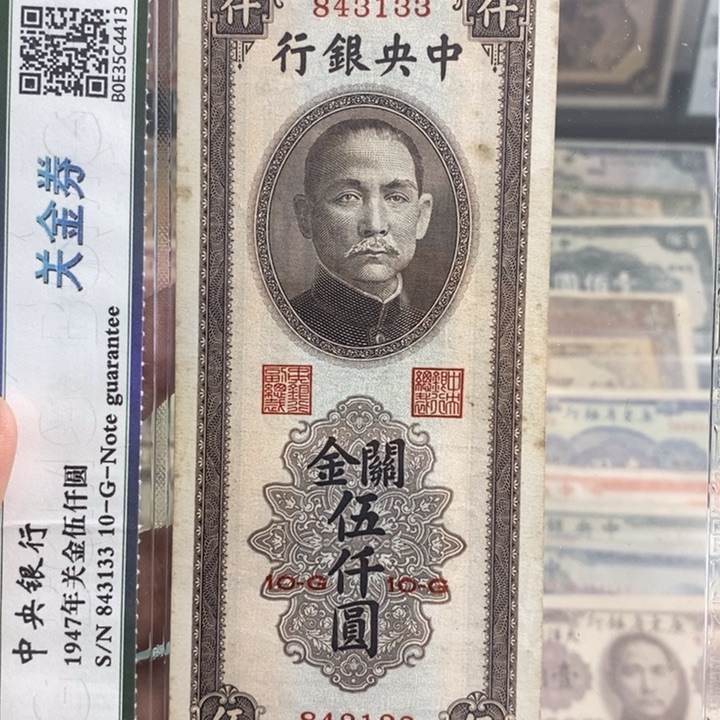 B0E35C4413
关金券
中央银行
1947年关金伍仟圆
S/N 843133 10-G-Note guarantee
仟 843133 仟
行銀央中
金關
伍仟圓
10-G 10-G